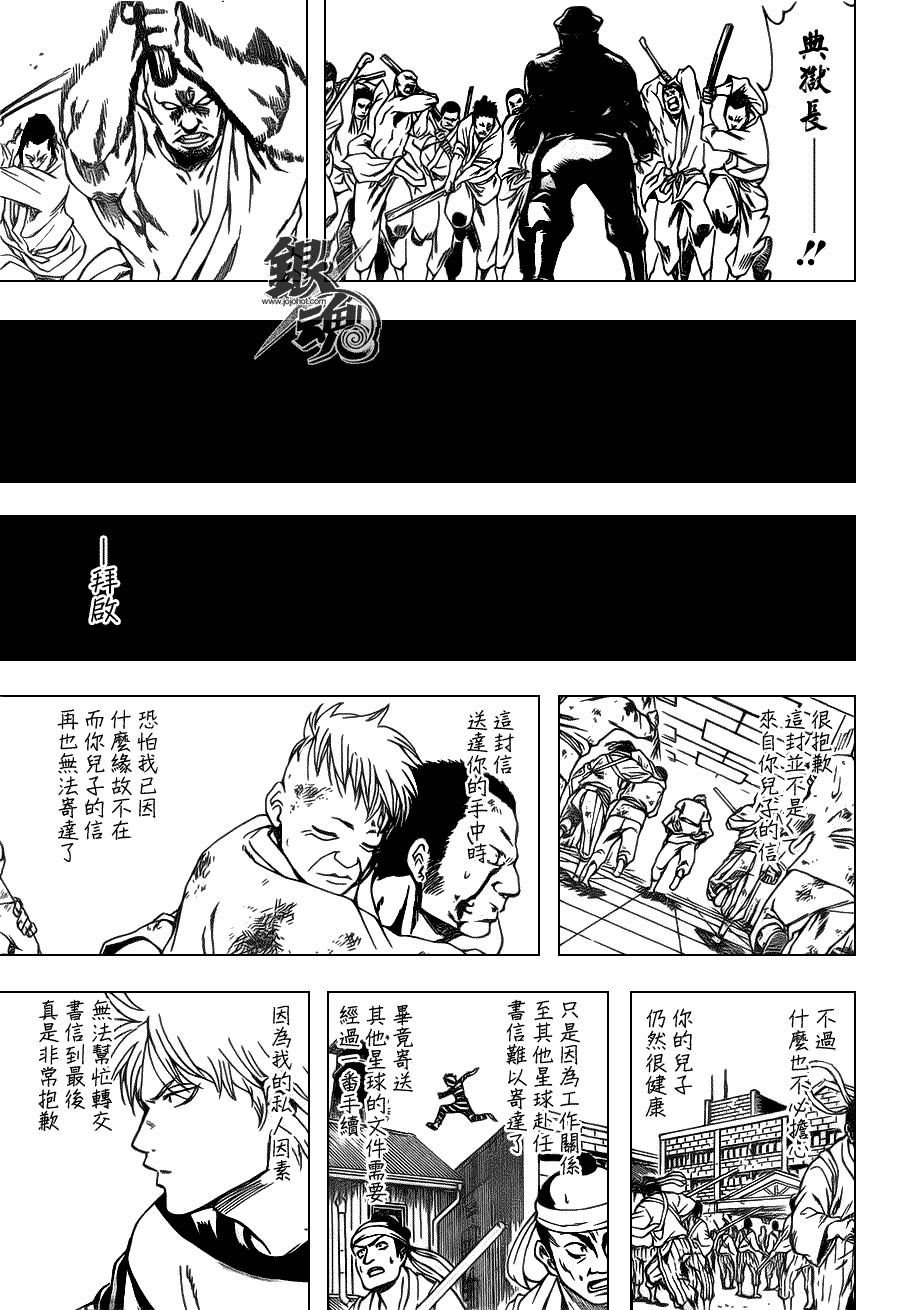 典獄長——!!
銀魂
www.jojohot.com
—拜啟
很抱歉
這封並不是
來自你兒子的信
這封信
送達你的手中時
恐怕我已因
什麼緣故不在
而你兒子的信
再也無法寄達了
不過
什麼也不必擔心
你的兒子
仍然很健康
只是因為工作關係
至其他星球赴任
書信難以寄達了
畢竟寄送
其他星球的文件需要
經過一番手續
因為我的私人因素
無法幫忙轉交
書信到最後
真是非常抱歉